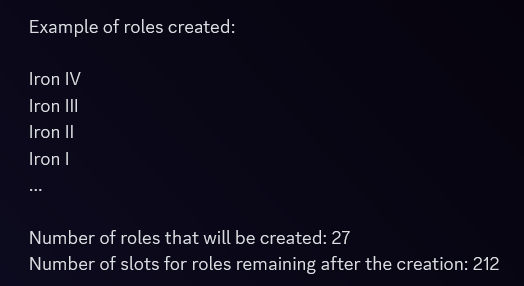 Example of roles created:
Iron IV
Iron III
Iron II
Iron I
...
Number of roles that will be created: 27
Number of slots for roles remaining after the creation: 212